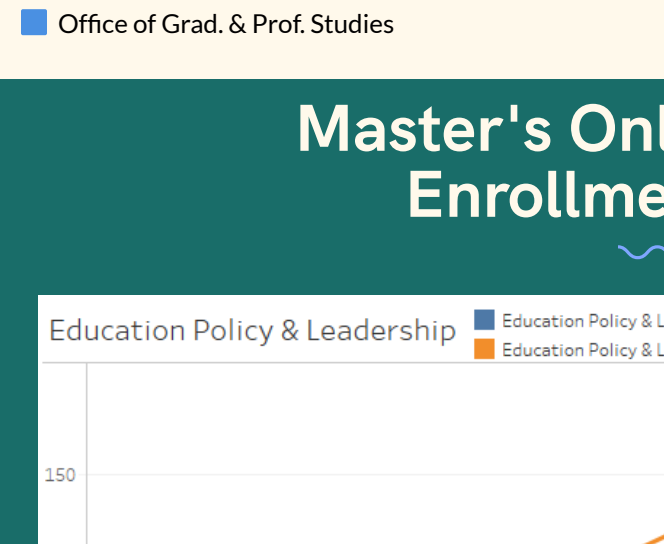 Office of Grad. & Prof. Studies
Master's Onl
Enrollme
Education Policy & Leadership
Education Policy & L
Education Policy & L
150